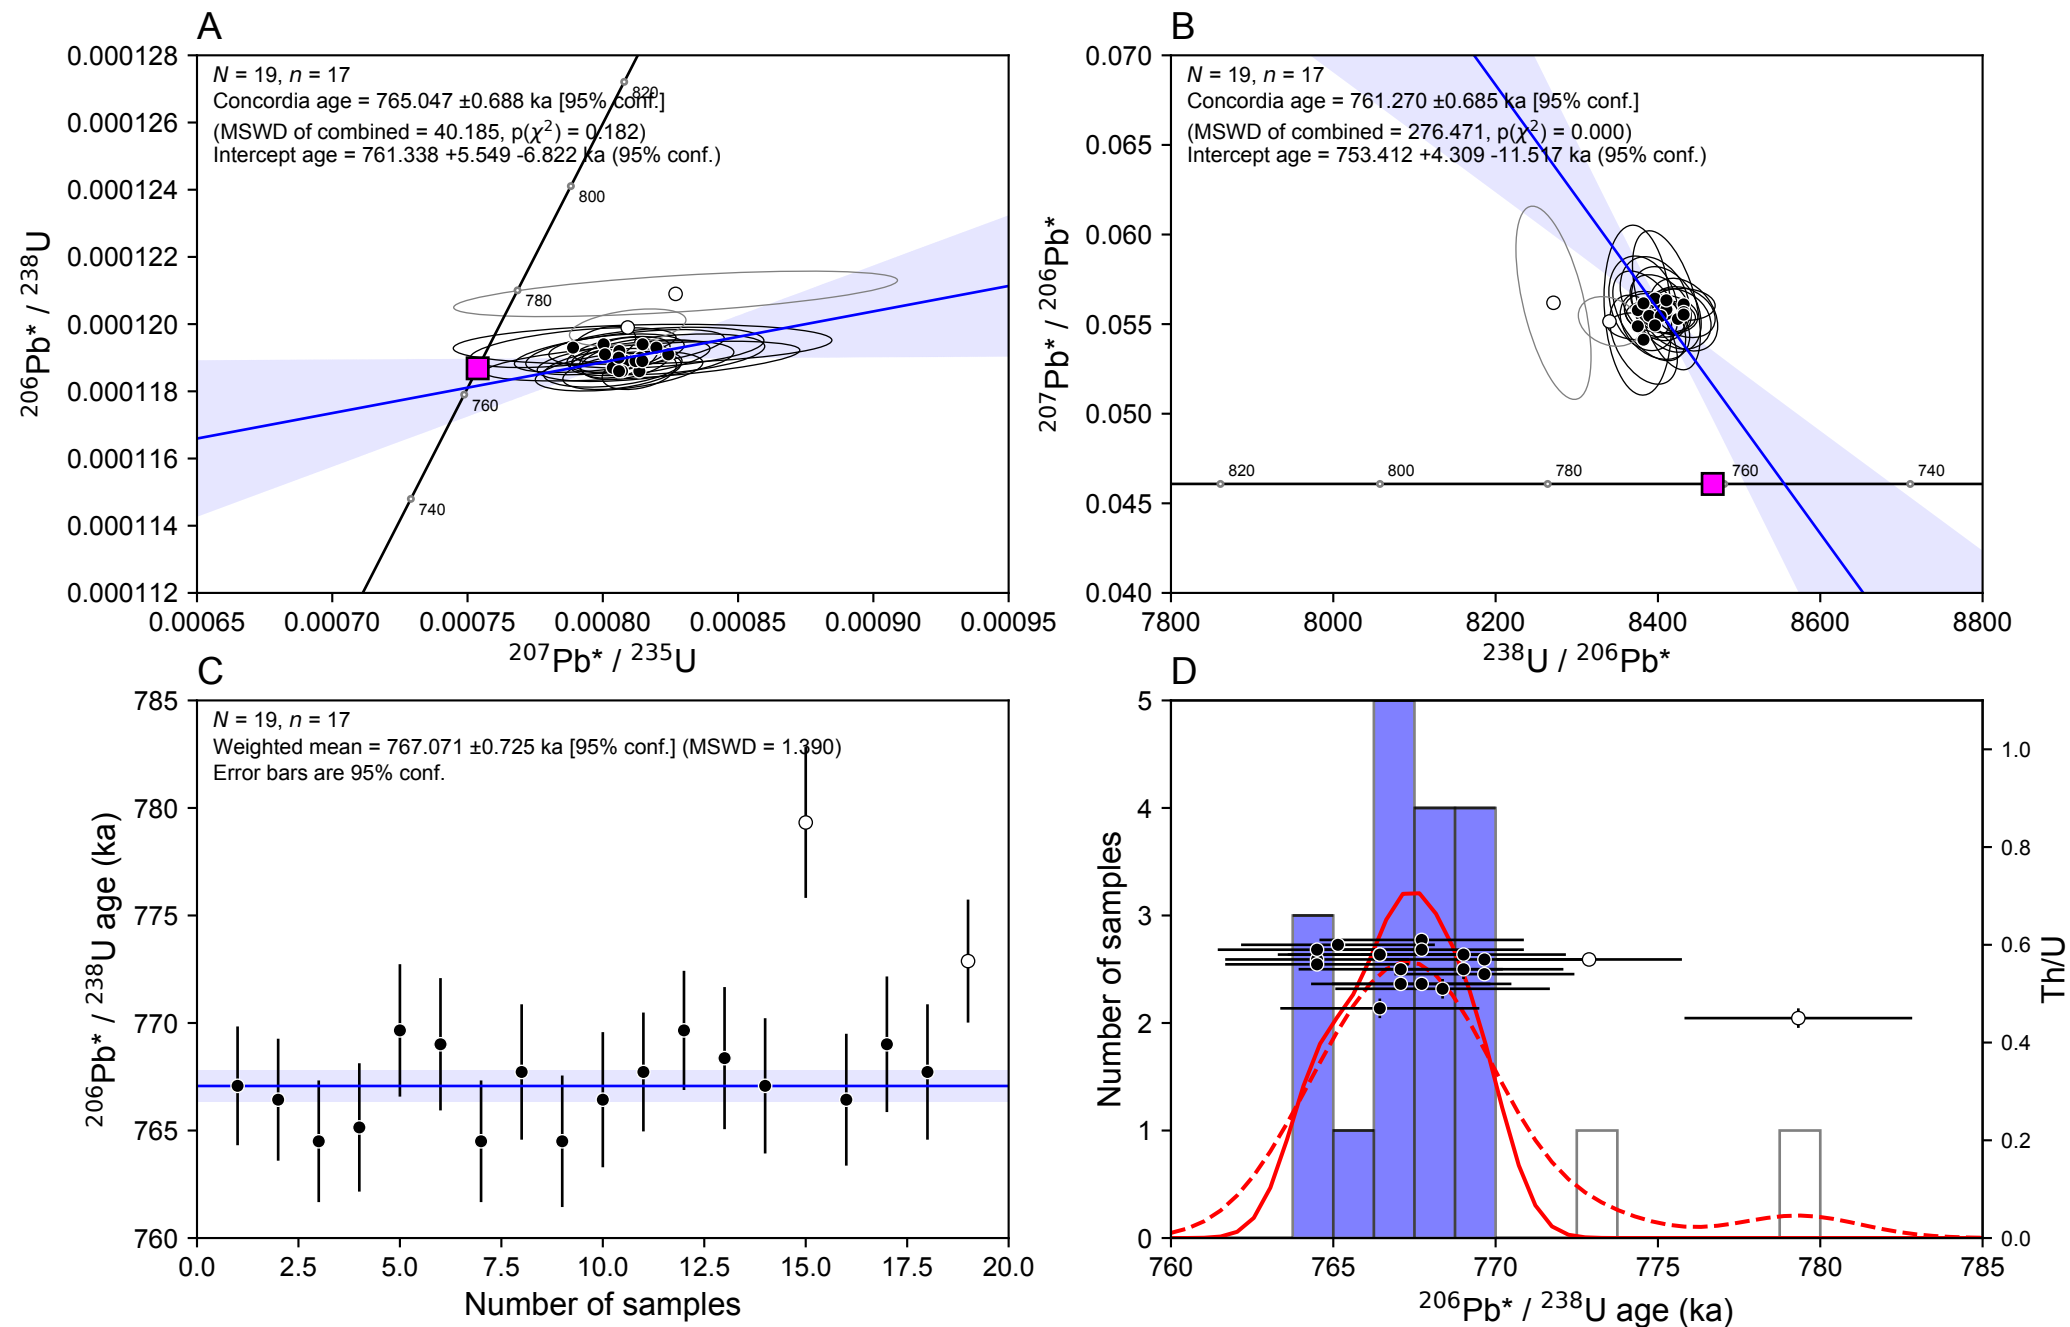 A
0.000128
0.000126
0.000124
0.000122
0.000120
0.000118
0.000116
0.000114
0.000112
²⁰⁶Pb* / ²³⁸U
N = 19, n = 17
Concordia age = 765.047 ±0.688 ka [95% conf.]
(MSWD of combined = 40.185, p(χ²) = 0.182)
Intercept age = 761.338 +5.549 -6.822 ka (95% conf.)
820
800
780
760
740
0.00065 0.00070 0.00075 0.00080 0.00085 0.00090 0.00095
²⁰⁷Pb* / ²³⁵U
B
0.070
0.065
0.060
0.055
0.050
0.045
0.040
²⁰⁷Pb* / ²⁰⁶Pb*
N = 19, n = 17
Concordia age = 761.270 ±0.685 ka [95% conf.]
(MSWD of combined = 276.471, p(χ²) = 0.000)
Intercept age = 753.412 +4.309 -11.517 ka (95% conf.)
820 800 780 760 740
7800 8000 8200 8400 8600 8800
²³⁸U / ²⁰⁶Pb*
C
785
780
775
770
765
760
²⁰⁶Pb* / ²³⁸U age (ka)
N = 19, n = 17
Weighted mean = 767.071 ±0.725 ka [95% conf.] (MSWD = 1.390)
Error bars are 95% conf.
0.0 2.5 5.0 7.5 10.0 12.5 15.0 17.5 20.0
Number of samples
D
5
4
3
2
1
0
Number of samples
1.0
0.8
0.6
0.4
0.2
0.0
Th/U
760 765 770 775 780 785
²⁰⁶Pb* / ²³⁸U age (ka)